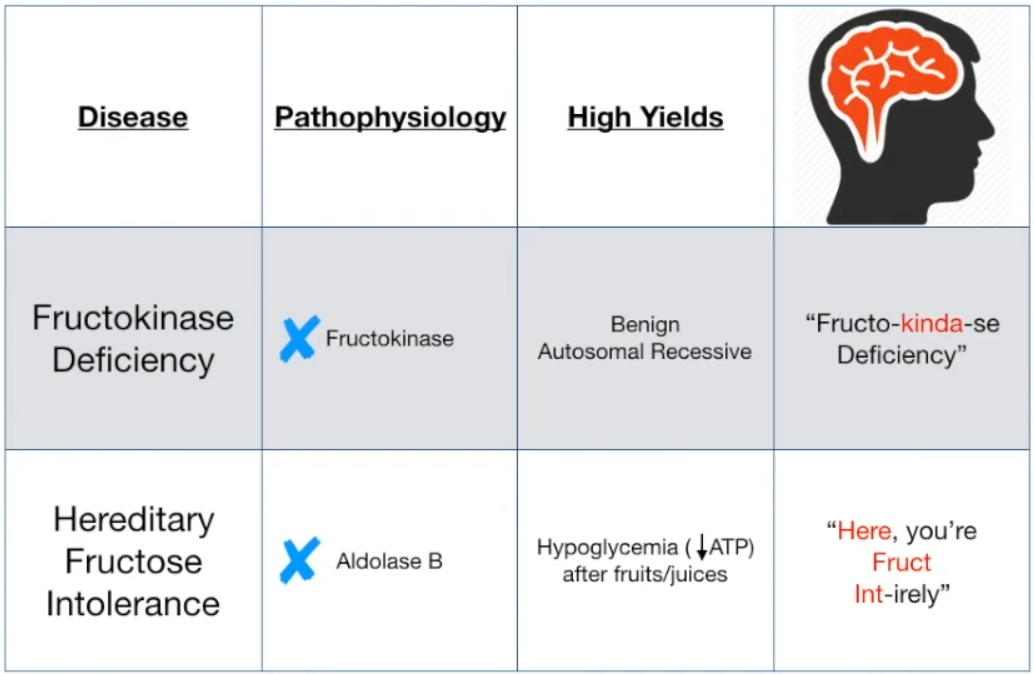 Disease
Pathophysiology
High Yields
Fructokinase
Deficiency
Fructokinase
Benign
Autosomal Recessive
“Fructo-kinda-se
Deficiency”
Hereditary
Fructose
Intolerance
Aldolase B
Hypoglycemia (↓ATP)
after fruits/juices
“Here, you’re
Fruct
Int-irely”